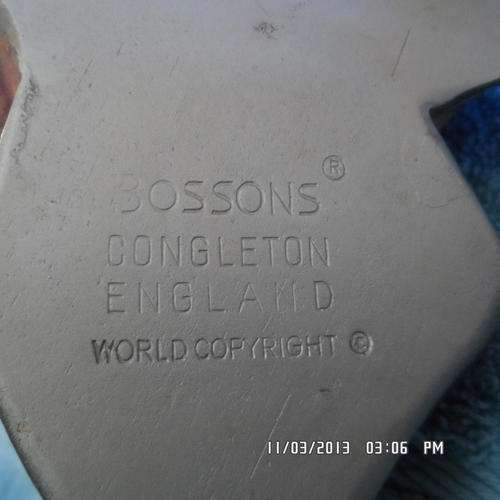 BOSSONS ®
CONGLETON
ENGLAND
WORLD COPYRIGHT ©
11/03/2013 03:06 PM